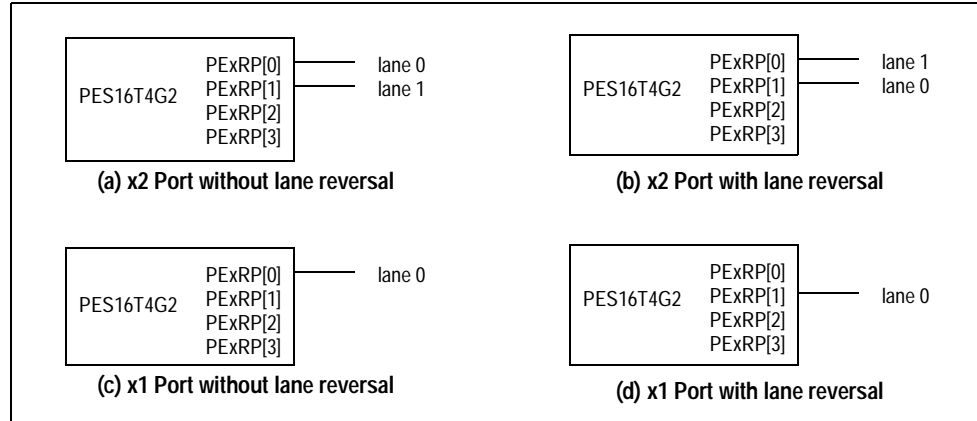 PES16T4G2
PExRP[0]
PExRP[1]
PExRP[2]
PExRP[3]
lane 0
lane 1
(a) x2 Port without lane reversal
PES16T4G2
PExRP[0]
PExRP[1]
PExRP[2]
PExRP[3]
lane 1
lane 0
(b) x2 Port with lane reversal
PES16T4G2
PExRP[0]
PExRP[1]
PExRP[2]
PExRP[3]
lane 0
(c) x1 Port without lane reversal
PES16T4G2
PExRP[0]
PExRP[1]
PExRP[2]
PExRP[3]
lane 0
(d) x1 Port with lane reversal